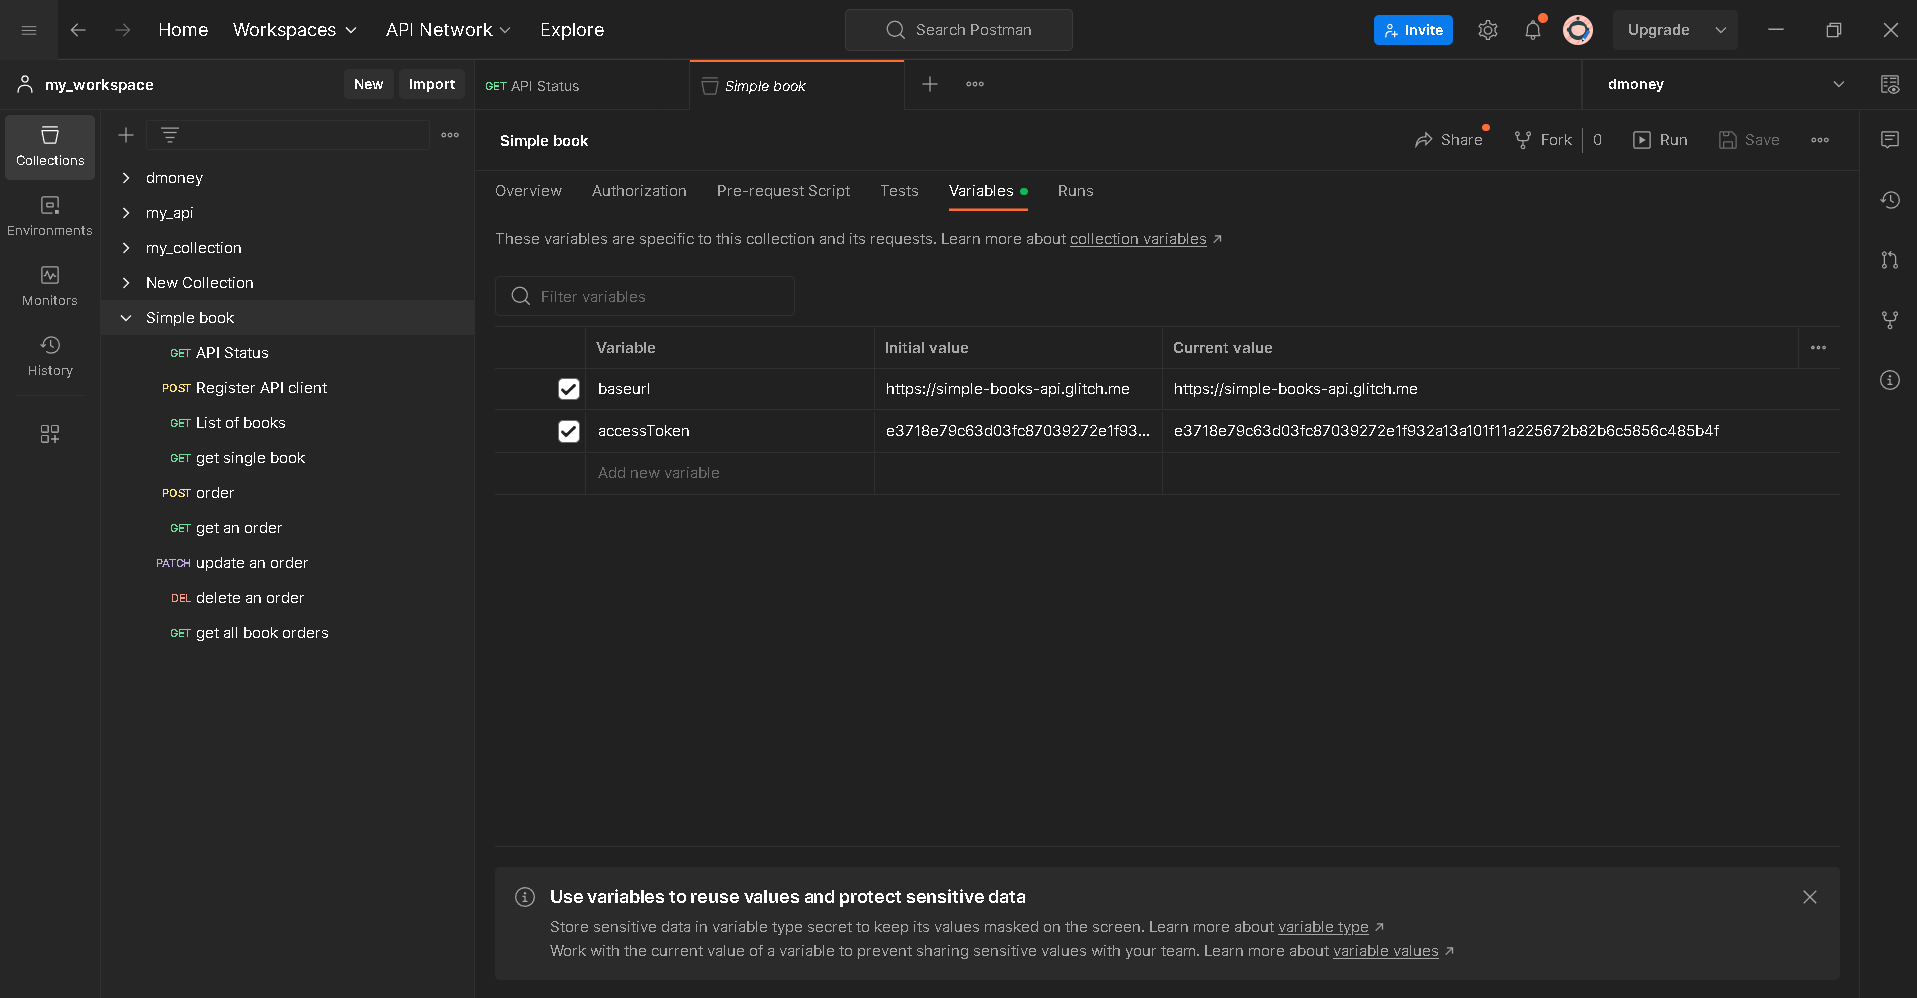 Home Workspaces API Network Explore Search Postman Invite Upgrade
my_workspace New Import GET API Status Simple book dmoney
Collections
Environments
Monitors
History
dmoney
my_api
my_collection
New Collection
Simple book
GET API Status
POST Register API client
GET List of books
GET get single book
POST order
GET get an order
PATCH update an order
DEL delete an order
GET get all book orders
Simple book Share Fork 0 Run Save
Overview Authorization Pre-request Script Tests Variables Runs
These variables are specific to this collection and its requests. Learn more about collection variables ↗
Filter variables
Variable Initial value Current value
baseurl https://simple-books-api.glitch.me https://simple-books-api.glitch.me
accessToken e3718e79c63d03fc87039272e1f93... e3718e79c63d03fc87039272e1f932a13a101f11a225672b82b6c5856c485b4f
Add new variable
Use variables to reuse values and protect sensitive data
Store sensitive data in variable type secret to keep its values masked on the screen. Learn more about variable type ↗
Work with the current value of a variable to prevent sharing sensitive values with your team. Learn more about variable values ↗